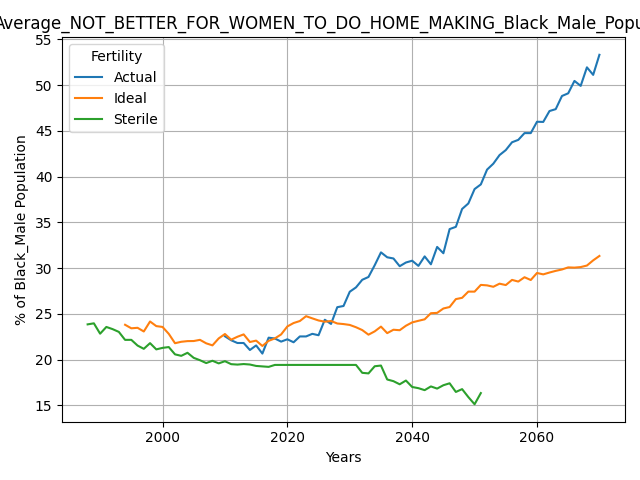 Average_NOT_BETTER_FOR_WOMEN_TO_DO_HOME_MAKING_Black_Male_Popu
Fertility
Actual
Ideal
Sterile
% of Black_Male Population
55
50
45
40
35
30
25
20
15
2000
2020
2040
2060
Years